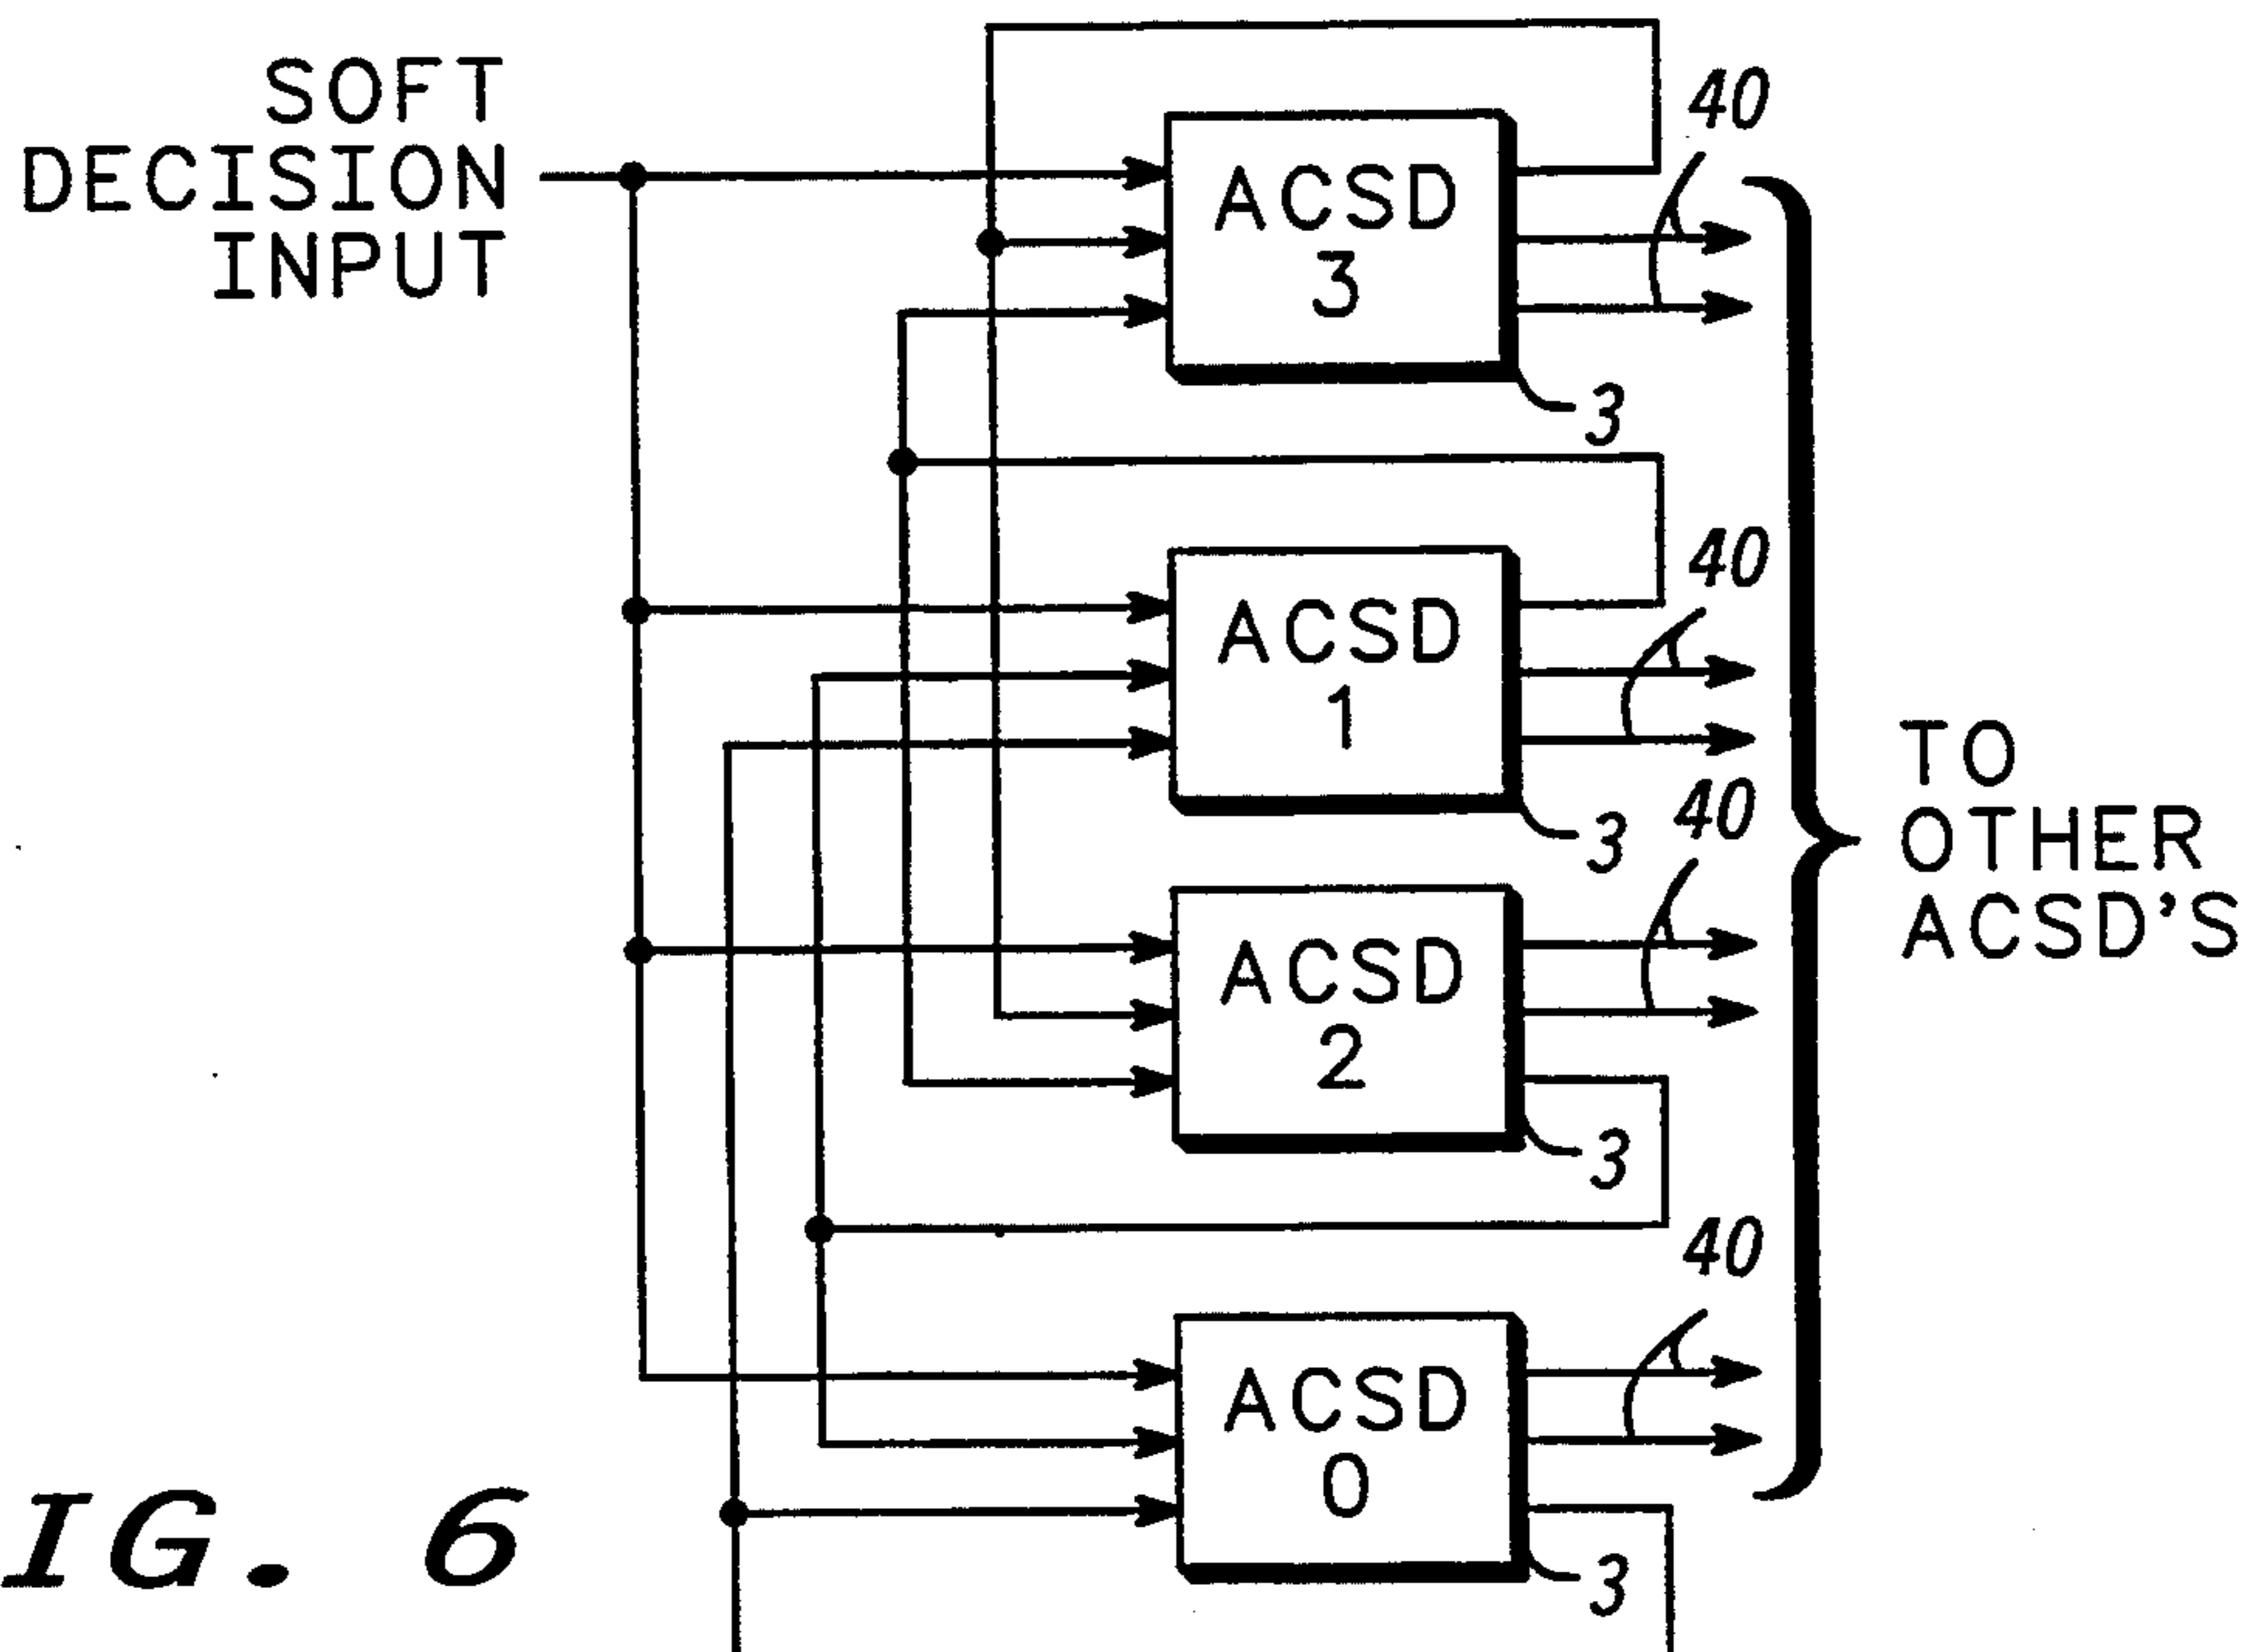 SOFT
DECISION
INPUT
40
ACSD
3
3
40
ACSD
1
3
40
ACSD
2
3
40
ACSD
0
3
TO
OTHER
ACSD'S
IG. 6